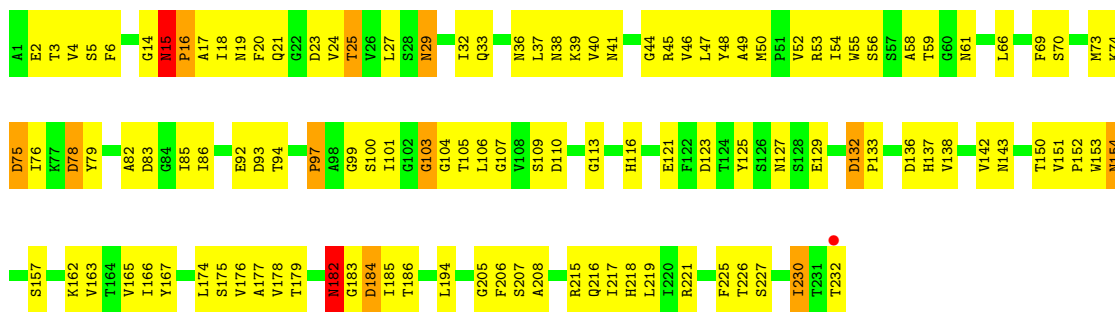 A1 E2 T3 V4 S5 F6 G14 N15 P16 A17 I18 N19 F20 Q21 G22 D23 V24 T25 V26 L27 S28 N29 I32 Q33 N36 L37 N38 K39 V40 N41 G44 R45 V46 L47 Y48 A49 M50 P51 V52 R53 I54 W55 S56 S57 A58 T59 G60 N61 L66 F69 S70 M73
D75 I76 K77 D78 Y79 A82 D83 G84 I85 I86 E92 D93 T94 P97 A98 G99 S100 I101 G102 G103 G104 T105 L106 G107 V108 S109 D110 G113 H116 E121 F122 D123 T124 Y125 S126 N127 S128 E129 D132 P133 D136 H137 V138 V142 N143 T150 V151 P152 W153 N154
S157 K162 V163 T164 V165 I166 Y167 L174 S175 V176 A177 V178 T179 N182 G183 D184 I185 T186 L194 G205 F206 S207 A208 R215 Q216 I217 H218 L219 I220 R221 F225 T226 S227 I230 T231 T232